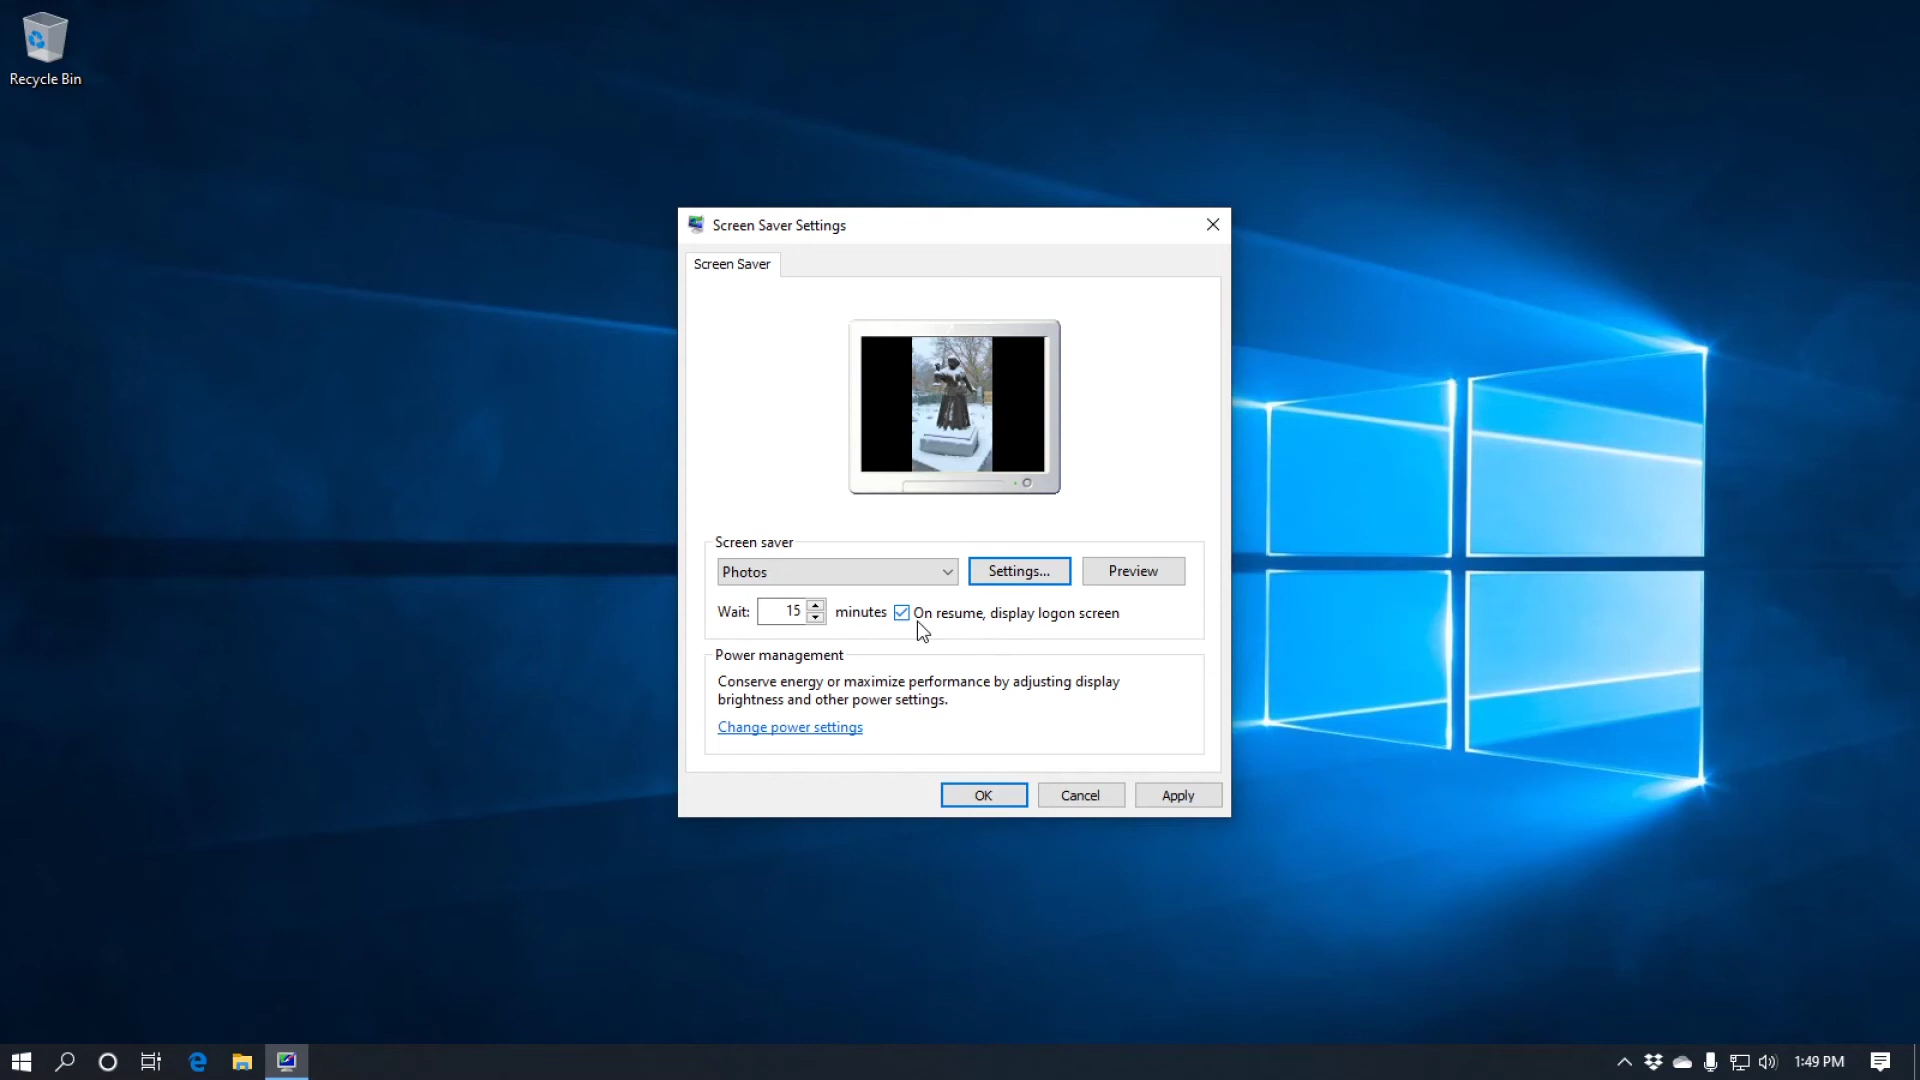 Recycle Bin
Screen Saver Settings
Screen Saver
Screen saver
Photos
Settings...
Preview
Wait: 15 minutes On resume, display logon screen
Power management
Conserve energy or maximize performance by adjusting display
brightness and other power settings.
Change power settings
OK
Cancel
Apply
1:49 PM